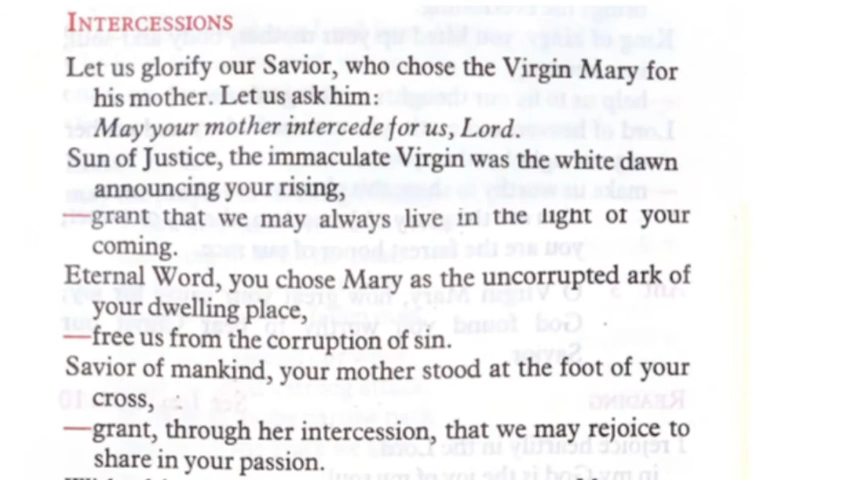 INTERCESSIONS
Let us glorify our Savior, who chose the Virgin Mary for
his mother. Let us ask him:
May your mother intercede for us, Lord.
Sun of Justice, the immaculate Virgin was the white dawn
announcing your rising,
—grant that we may always live in the light of your
coming.
Eternal Word, you chose Mary as the uncorrupted ark of
your dwelling place,
—free us from the corruption of sin.
Savior of mankind, your mother stood at the foot of your
cross,
—grant, through her intercession, that we may rejoice to
share in your passion.